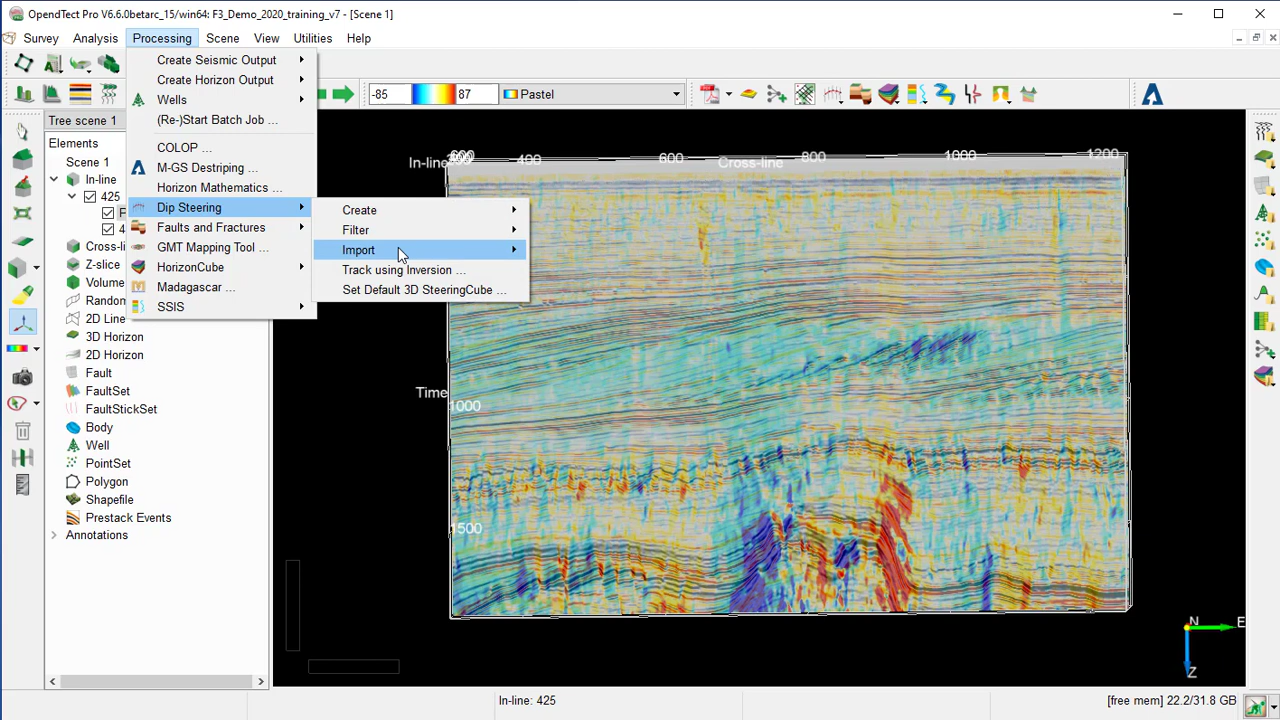 OpendTect Pro V6.6.0betarc_15/win64: F3_Demo_2020_training_v7 - [Scene 1]
Survey Analysis Processing Scene View Utilities Help
-85 87 Pastel
Create Seismic Output
Create Horizon Output
Wells
(Re-)Start Batch Job ...
COLOP ...
M-GS Destriping ...
Horizon Mathematics ...
Dip Steering
Faults and Fractures
GMT Mapping Tool ...
HorizonCube
Madagascar ...
SSIS
Create
Filter
Import
Track using Inversion ...
Set Default 3D SteeringCube ...
Tree scene 1
Elements
Scene 1
In-line
425
F
4
Cross-li
Z-slice
Volume
Random
2D Line
3D Horizon
2D Horizon
Fault
FaultSet
FaultStickSet
Body
Well
PointSet
Polygon
Shapefile
Prestack Events
Annotations
In-line
400 600 Cross-line 800 1000 1200
Time
1000
1500
N E
Z
In-line: 425
[free mem] 22.2/31.8 GB